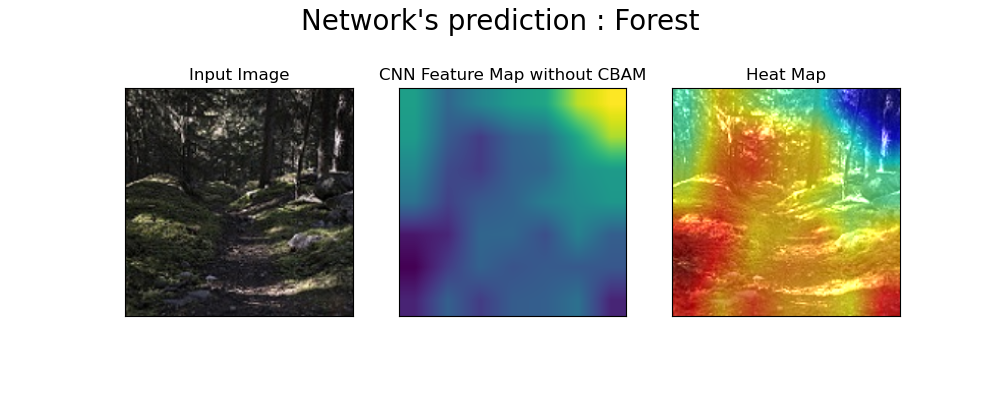 Network's prediction : Forest
Input Image
CNN Feature Map without CBAM
Heat Map